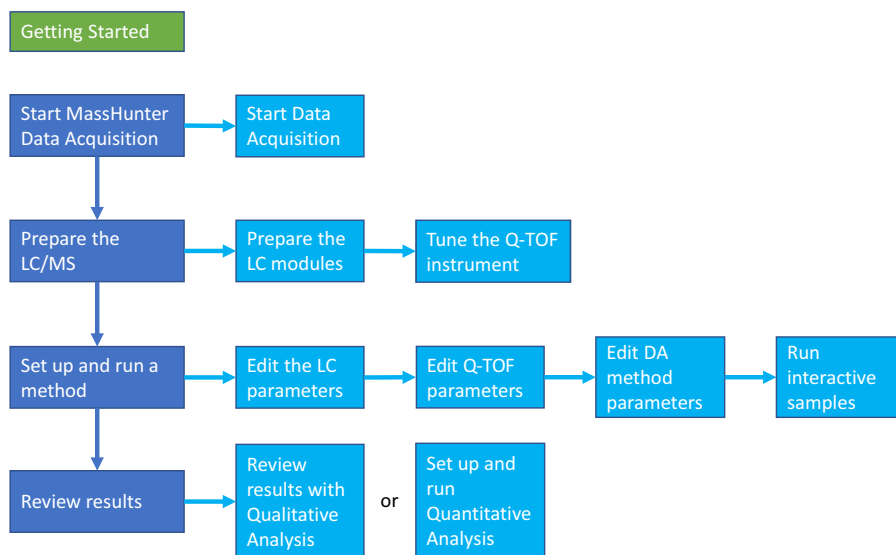 Getting Started
Start MassHunter
Data Acquisition
Start Data
Acquisition
Prepare the
LC/MS
Prepare the
LC modules
Tune the Q-TOF
instrument
Set up and run a
method
Edit the LC
parameters
Edit Q-TOF
parameters
Edit DA
method
parameters
Run
interactive
samples
Review results
Review
results with
Qualitative
Analysis
or
Set up and
run
Quantitative
Analysis